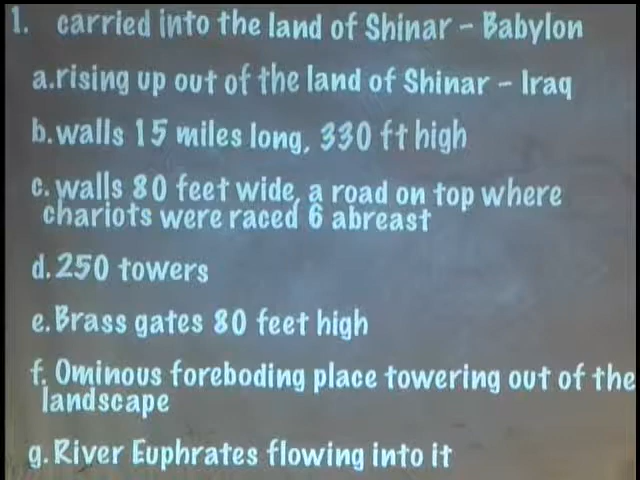 1. carried into the land of Shinar – Babylon
a. rising up out of the land of Shinar – Iraq
b. walls 15 miles long, 330 ft high
c. walls 80 feet wide, a road on top where
chariots were raced 6 abreast
d. 250 towers
e. Brass gates 80 feet high
f. Ominous foreboding place towering out of the
landscape
g. River Euphrates flowing into it